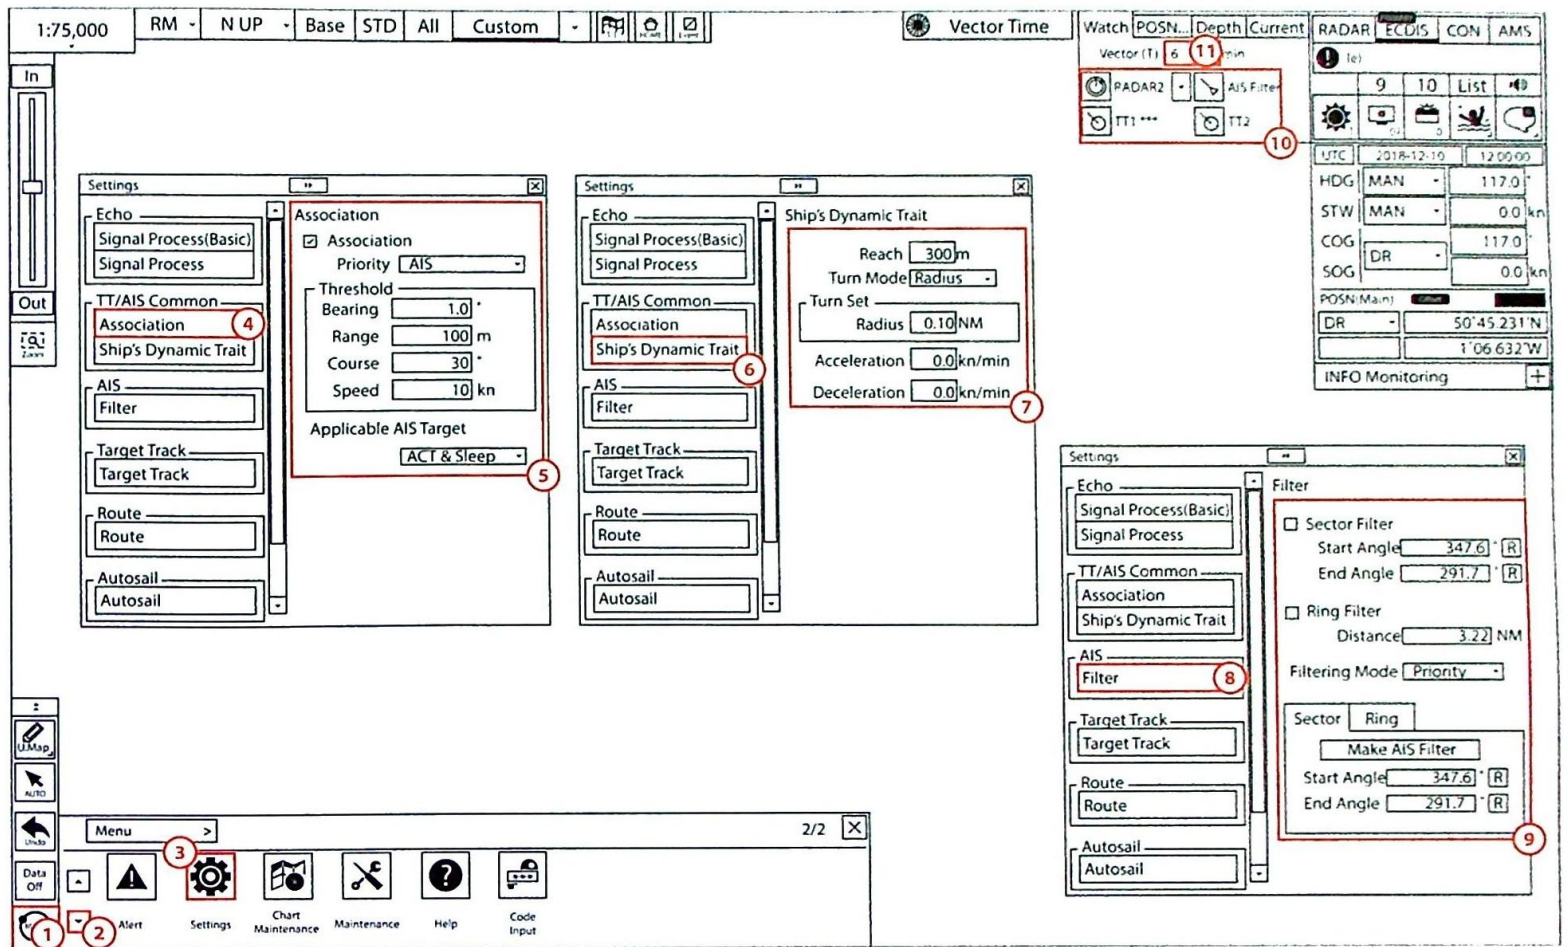 1:75,000
RM
N UP
Base
STD
All
Custom
HOME
Event
Vector Time
Watch
POSN...
Depth
Current
Vector (T) 6 min
11
RADAR2
AIS Filter
TT1 ***
TT2
10
RADAR
ECDIS
CON
AMS
9
10
List
UTC
2018-12-10
12:00:00
HDG
MAN
117.0 °
STW
MAN
0.0 kn
COG
117.0 °
DR
SOG
0.0 kn
POSN(Main)
Offset
DR
50°45.231'N
1°06.632'W
INFO Monitoring
In
Out
Zoom
Settings
Echo
Signal Process(Basic)
Signal Process
TT/AIS Common
Association
4
Ship's Dynamic Trait
AIS
Filter
Target Track
Target Track
Route
Route
Autosail
Autosail
Association
Association
Priority AIS
Threshold
Bearing 1.0 °
Range 100 m
Course 30 °
Speed 10 kn
Applicable AIS Target
ACT & Sleep
5
Settings
Echo
Signal Process(Basic)
Signal Process
TT/AIS Common
Association
Ship's Dynamic Trait
6
AIS
Filter
Target Track
Target Track
Route
Route
Autosail
Autosail
Ship's Dynamic Trait
Reach 300 m
Turn Mode Radius
Turn Set
Radius 0.10 NM
Acceleration 0.0 kn/min
Deceleration 0.0 kn/min
7
Settings
Echo
Signal Process(Basic)
Signal Process
TT/AIS Common
Association
Ship's Dynamic Trait
AIS
Filter
8
Target Track
Target Track
Route
Route
Autosail
Autosail
Filter
Sector Filter
Start Angle 347.6 ° R
End Angle 291.7 ° R
Ring Filter
Distance 3.22 NM
Filtering Mode Priority
Sector
Ring
Make AIS Filter
Start Angle 347.6 ° R
End Angle 291.7 ° R
9
U.Map
AUTO
Undo
Data
Off
1
2
Menu >
2/2
3
Alert
Settings
Chart
Maintenance
Maintenance
Help
Code
Input